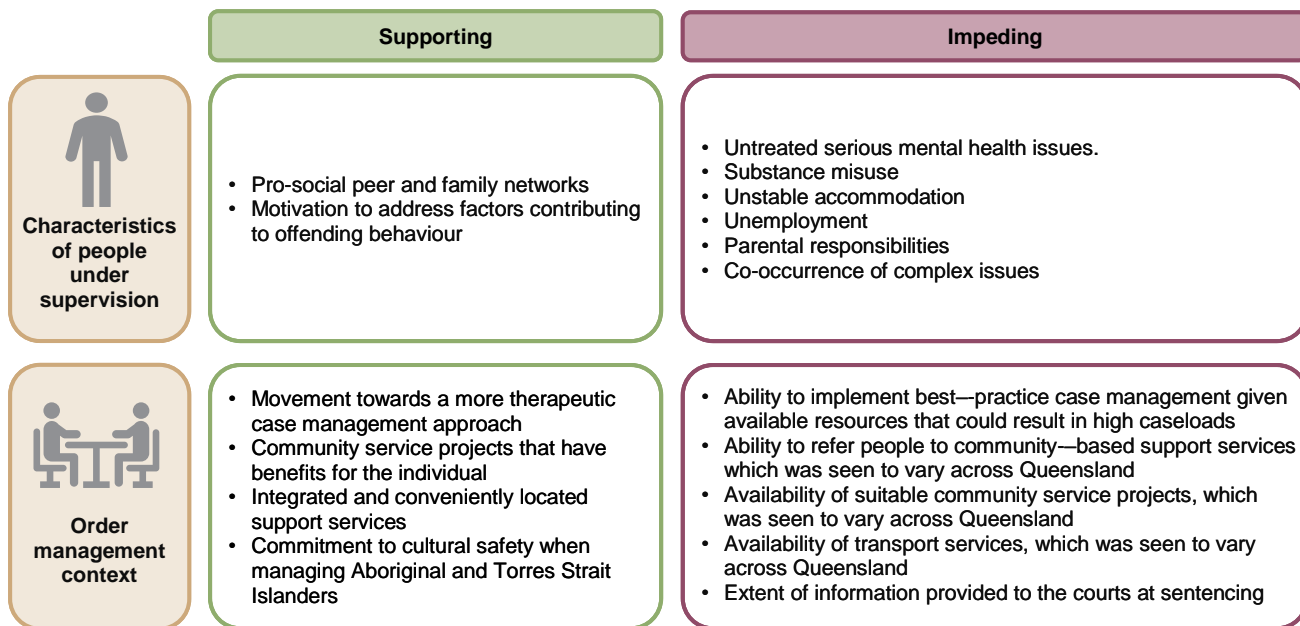 Supporting
Impeding
Characteristics
of people
under
supervision
• Pro-social peer and family networks
• Motivation to address factors contributing
to offending behaviour
• Untreated serious mental health issues.
• Substance misuse
• Unstable accommodation
• Unemployment
• Parental responsibilities
• Co-occurrence of complex issues
Order
management
context
• Movement towards a more therapeutic
case management approach
• Community service projects that have
benefits for the individual
• Integrated and conveniently located
support services
• Commitment to cultural safety when
managing Aboriginal and Torres Strait
Islanders
• Ability to implement best-–practice case management given
available resources that could result in high caseloads
• Ability to refer people to community-–based support services
which was seen to vary across Queensland
• Availability of suitable community service projects, which
was seen to vary across Queensland
• Availability of transport services, which was seen to vary
across Queensland
• Extent of information provided to the courts at sentencing